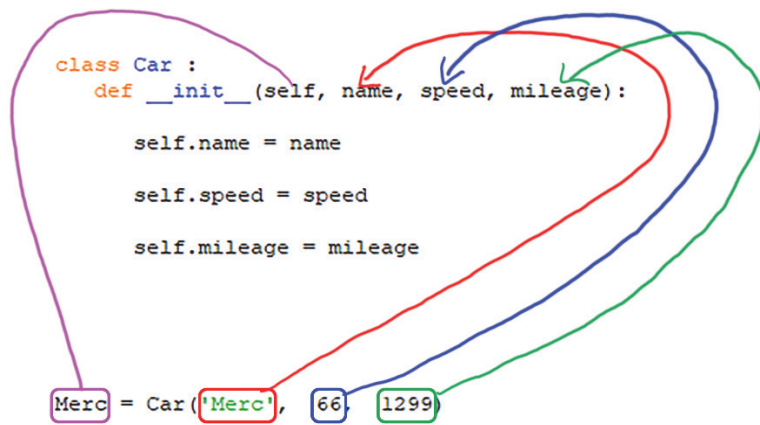 class Car :
def __init__(self, name, speed, mileage):
self.name = name
self.speed = speed
self.mileage = mileage
Merc = Car('Merc', 66, 1299)